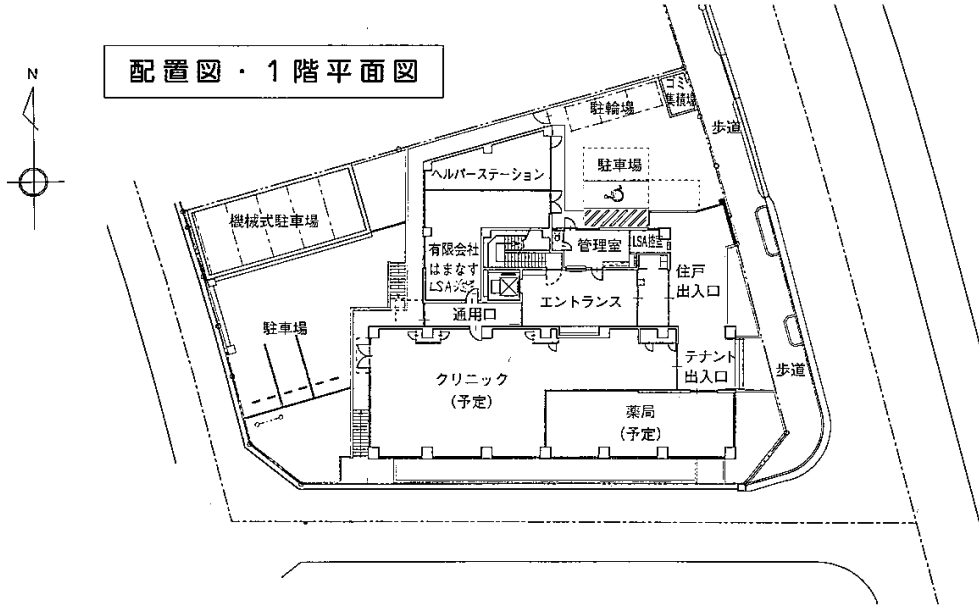 配置図・1階平面図
N
ゴミ
集積場
駐輪場
歩道
駐車場
ヘルパーステーション
機械式駐車場
管理室
有限会社
はまなす
LSA
住戸
出入口
エントランス
通用口
駐車場
テナント
出入口
歩道
クリニック
(予定)
薬局
(予定)